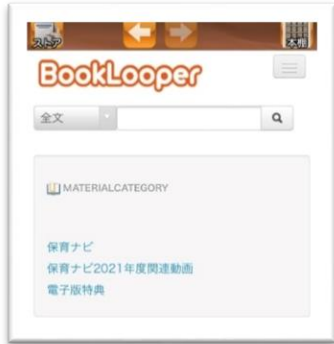 ストア
本棚
BookLooper
全文
MATERIALCATEGORY
保育ナビ
保育ナビ2021年度関連動画
電子版特典